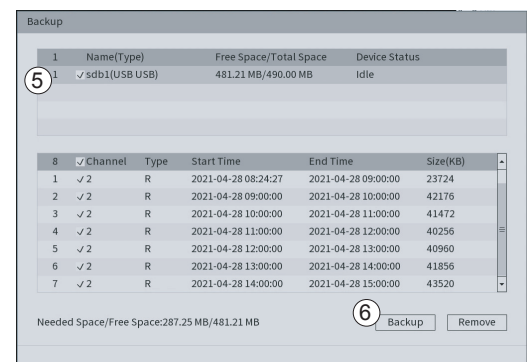 Backup
1 Name(Type) Free Space/Total Space Device Status
5
1 ✓ sdb1(USB USB) 481.21 MB/490.00 MB Idle
8 ✓ Channel Type Start Time End Time Size(KB)
1 ✓ 2 R 2021-04-28 08:24:27 2021-04-28 09:00:00 23724
2 ✓ 2 R 2021-04-28 09:00:00 2021-04-28 10:00:00 42176
3 ✓ 2 R 2021-04-28 10:00:00 2021-04-28 11:00:00 41472
4 ✓ 2 R 2021-04-28 11:00:00 2021-04-28 12:00:00 40256
5 ✓ 2 R 2021-04-28 12:00:00 2021-04-28 13:00:00 40960
6 ✓ 2 R 2021-04-28 13:00:00 2021-04-28 14:00:00 41856
7 ✓ 2 R 2021-04-28 14:00:00 2021-04-28 15:00:00 43520
Needed Space/Free Space:287.25 MB/481.21 MB 6 Backup Remove